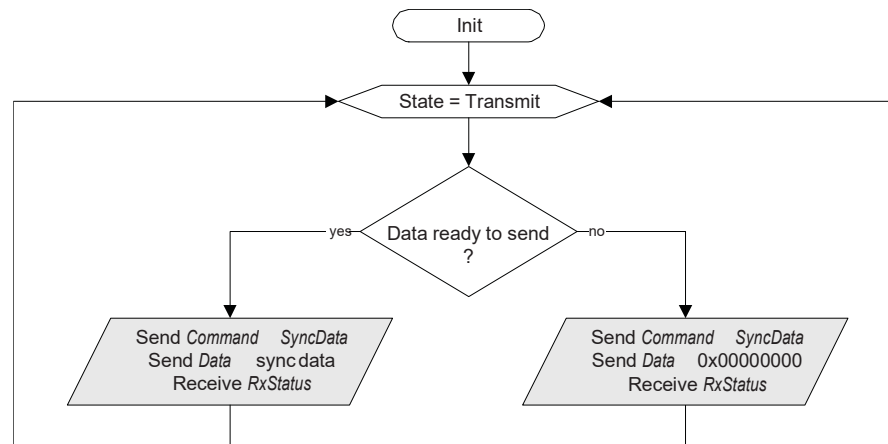 Init
State = Transmit
Data ready to send
?
yes
no
Send Command SyncData
Send Data sync data
Receive RxStatus
Send Command SyncData
Send Data 0x00000000
Receive RxStatus